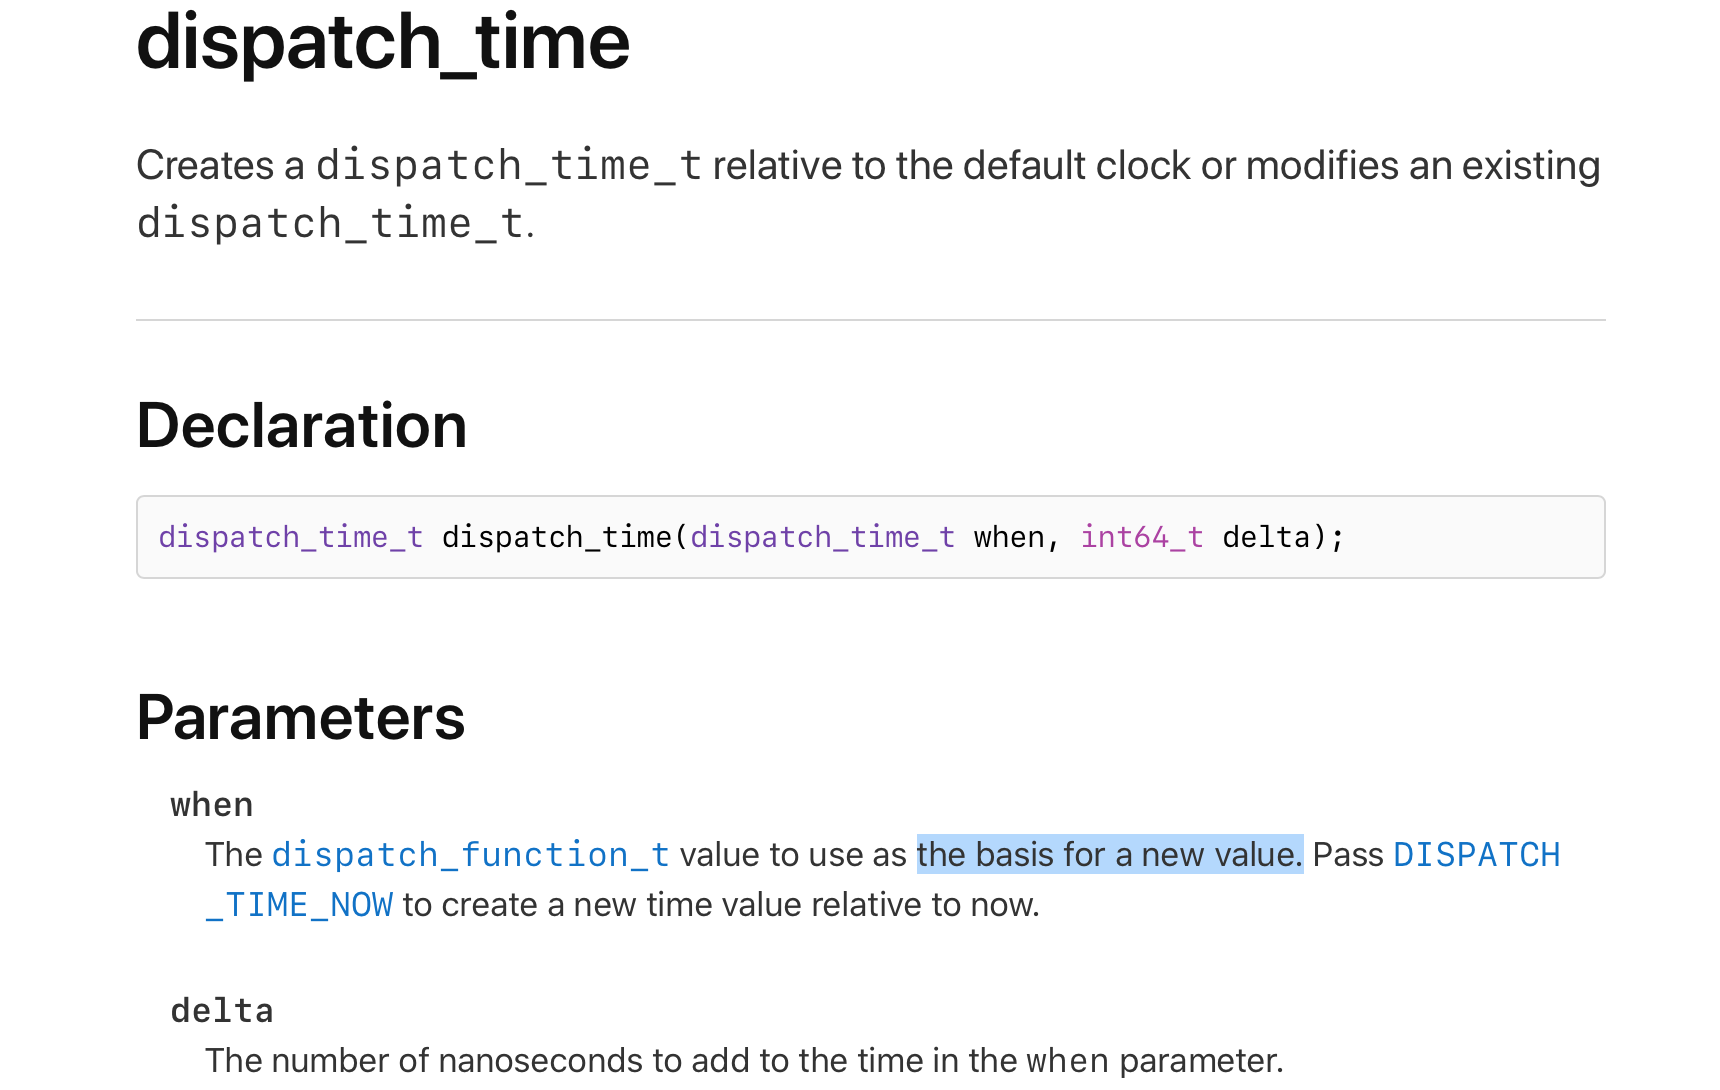 dispatch_time
Creates a dispatch_time_t relative to the default clock or modifies an existing
dispatch_time_t.
Declaration
dispatch_time_t dispatch_time(dispatch_time_t when, int64_t delta);
Parameters
when
The dispatch_function_t value to use as the basis for a new value. Pass DISPATCH
_TIME_NOW to create a new time value relative to now.
delta
The number of nanoseconds to add to the time in the when parameter.